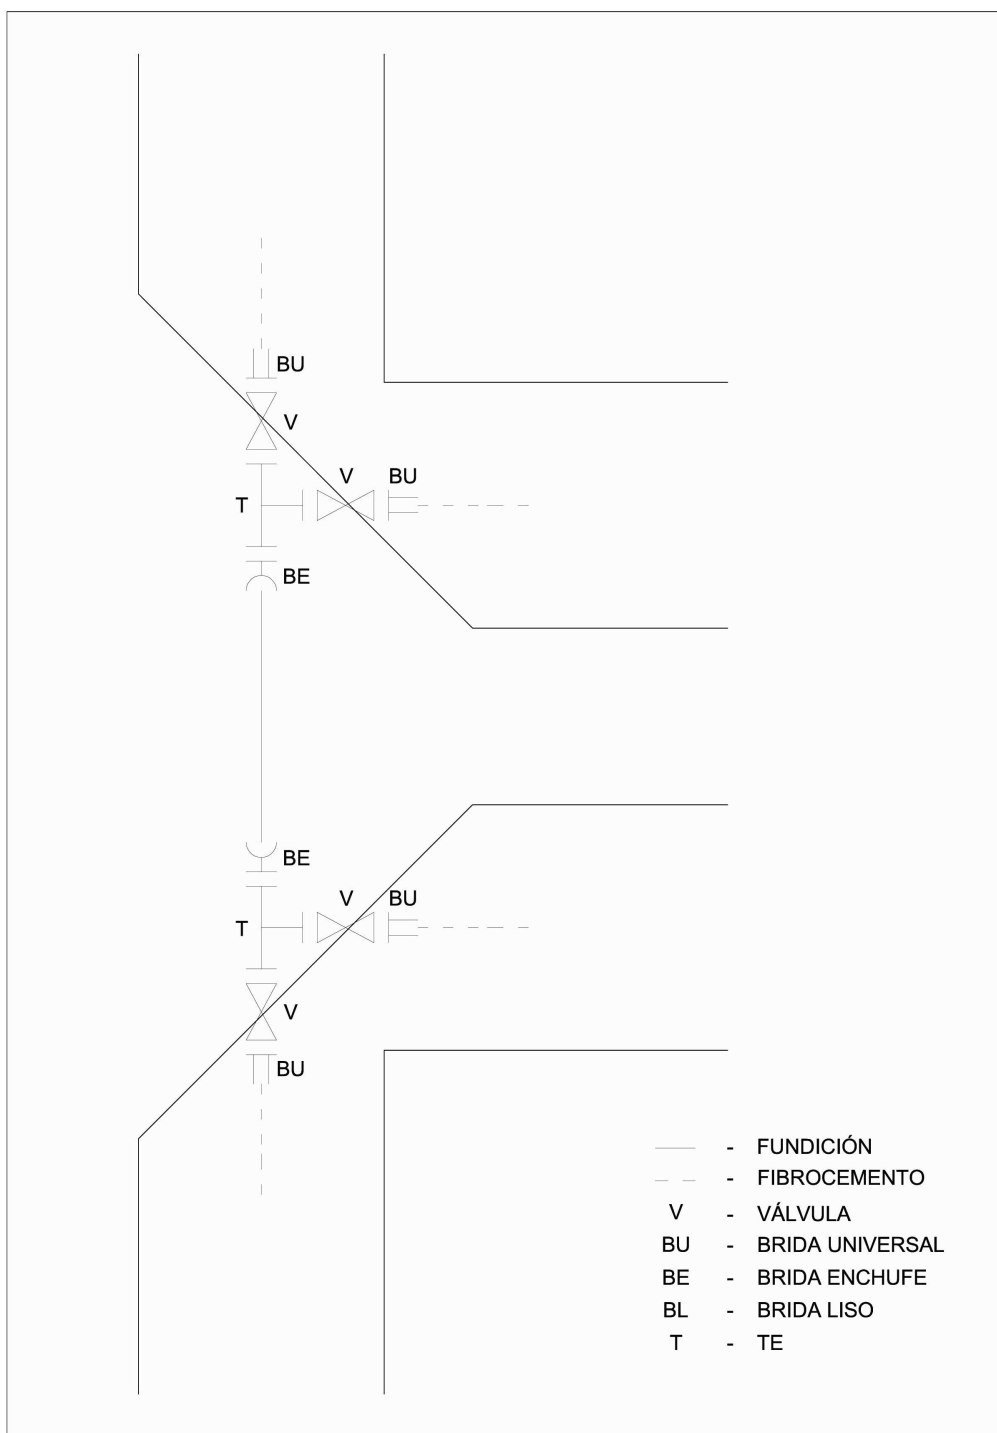 BU
V
V BU
T
BE
BE
V BU
T
V
BU
- FUNDICIÓN
- FIBROCEMENTO
V - VÁLVULA
BU - BRIDA UNIVERSAL
BE - BRIDA ENCHUFE
BL - BRIDA LISO
T - TE